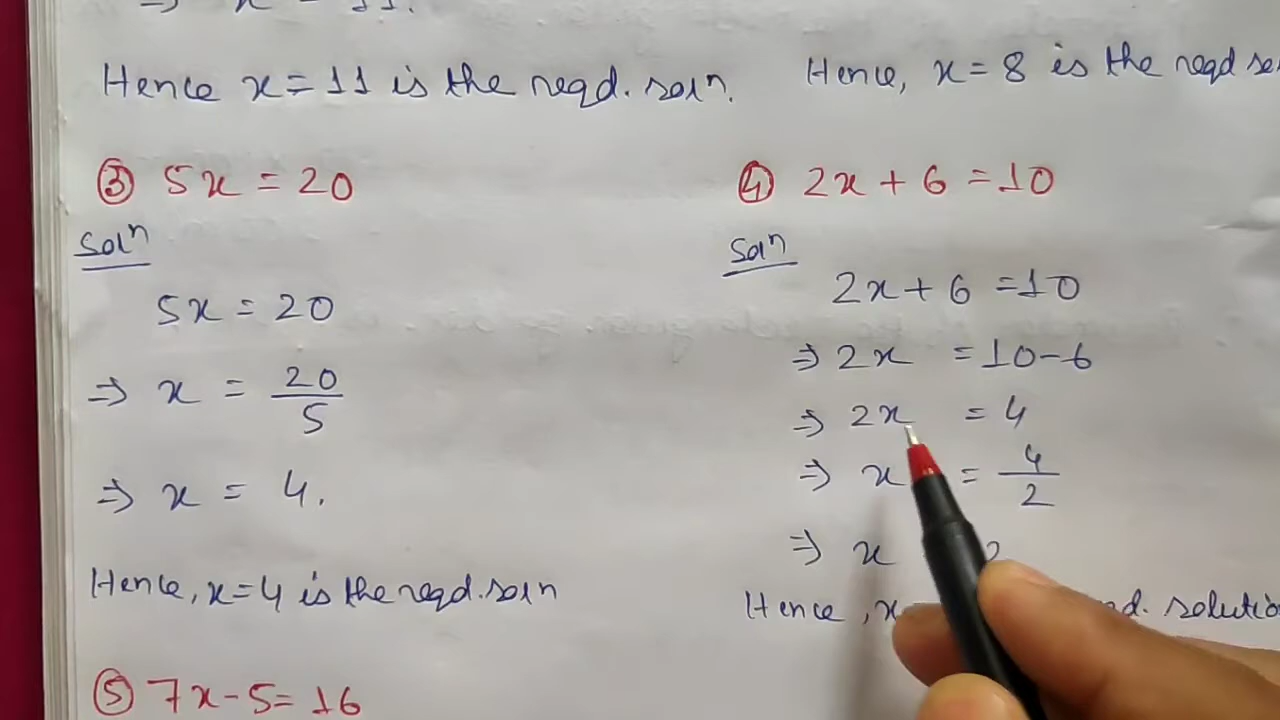 Hence x = 11 is the reqd. solⁿ.
③ 5x = 20
Solⁿ
5x = 20
⇒ x = 20/5
⇒ x = 4.
Hence, x = 4 is the reqd. soln
⑤ 7x - 5 = 16
Hence, x = 8 is the reqd
④ 2x + 6 = 10
Solⁿ
2x + 6 = 10
⇒ 2x = 10 - 6
⇒ 2x = 4
⇒ x = 4/2
⇒ x 2
Hence, x